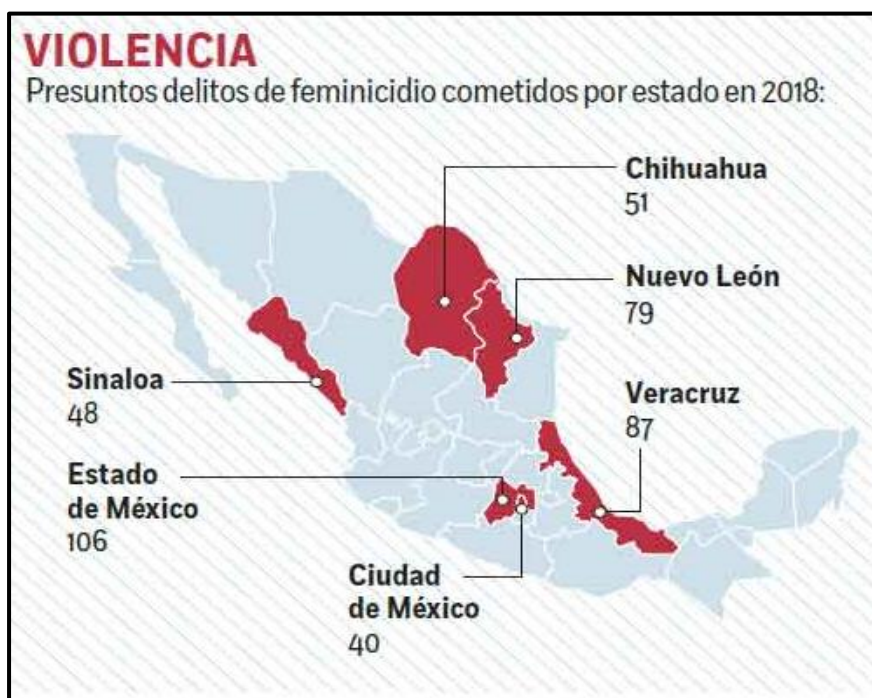 VIOLENCIA
Presuntos delitos de feminicidio cometidos por estado en 2018:
Chihuahua
51
Nuevo León
79
Sinaloa
48
Veracruz
87
Estado
de México
106
Ciudad
de México
40